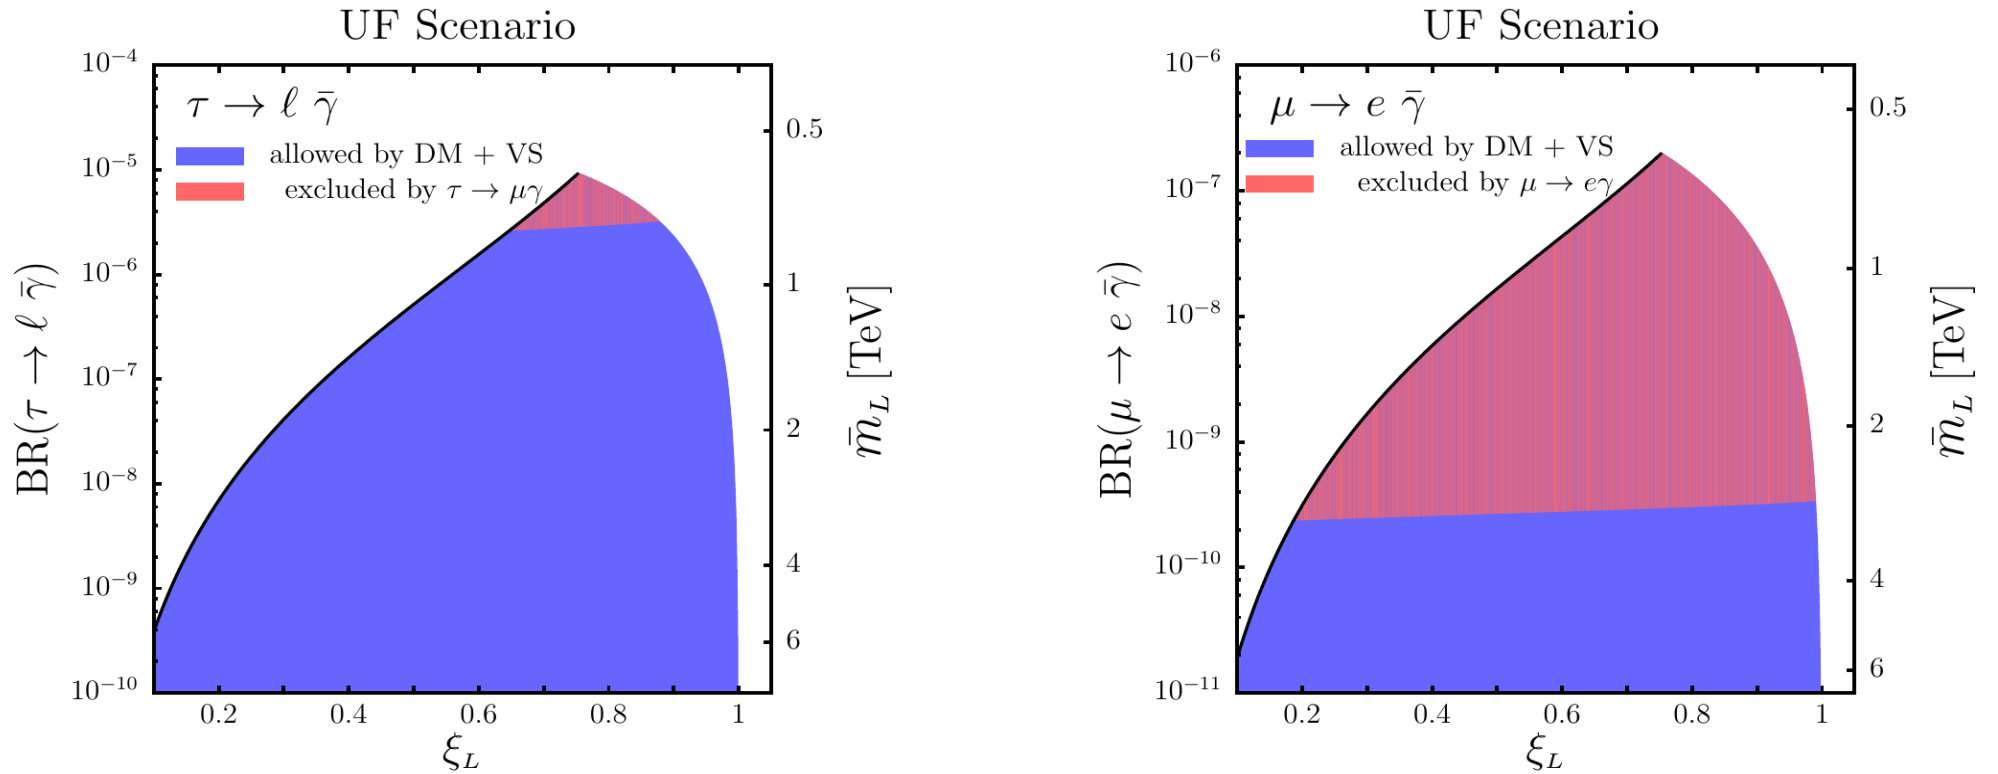 UF Scenario
τ → ℓ γ̄
allowed by DM + VS
excluded by τ → μγ
BR(τ → ℓ γ̄)
10⁻⁴
10⁻⁵
10⁻⁶
10⁻⁷
10⁻⁸
10⁻⁹
10⁻¹⁰
0.2 0.4 0.6 0.8 1
ξ_L
0.5
1
2
4
6
m̄_L [TeV]
UF Scenario
μ → e γ̄
allowed by DM + VS
excluded by μ → eγ
BR(μ → e γ̄)
10⁻⁶
10⁻⁷
10⁻⁸
10⁻⁹
10⁻¹⁰
10⁻¹¹
0.2 0.4 0.6 0.8 1
ξ_L
0.5
1
2
4
6
m̄_L [TeV]